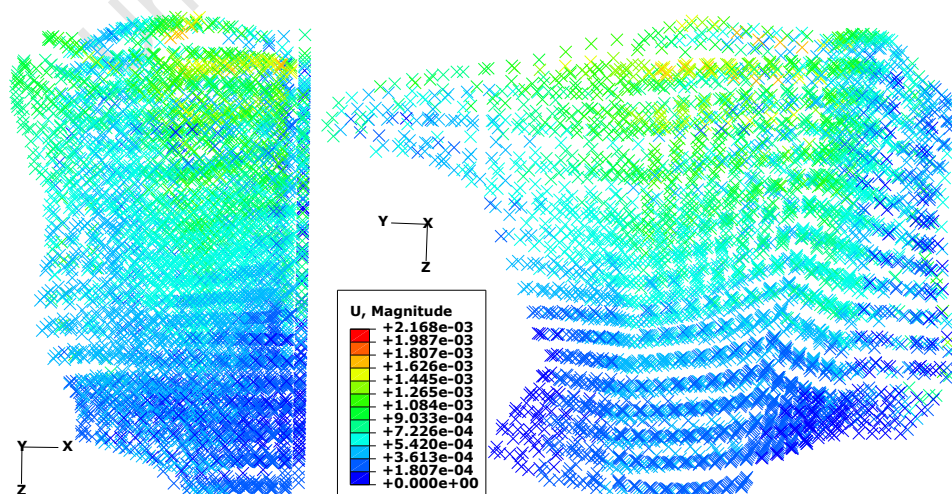 Y
X
Z
U, Magnitude
+2.168e-03
+1.987e-03
+1.807e-03
+1.626e-03
+1.445e-03
+1.265e-03
+1.084e-03
+9.033e-04
+7.226e-04
+5.420e-04
+3.613e-04
+1.807e-04
+0.000e+00
Y
X
Z